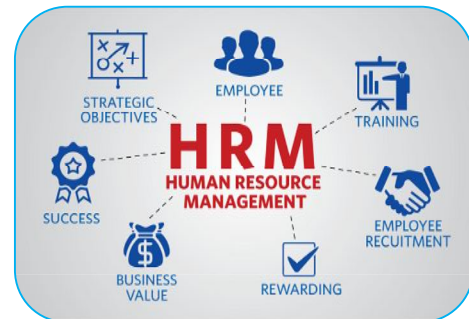 EMPLOYEE
STRATEGIC
OBJECTIVES
TRAINING
HRM
HUMAN RESOURCE
MANAGEMENT
SUCCESS
EMPLOYEE
RECUITMENT
BUSINESS
VALUE
REWARDING